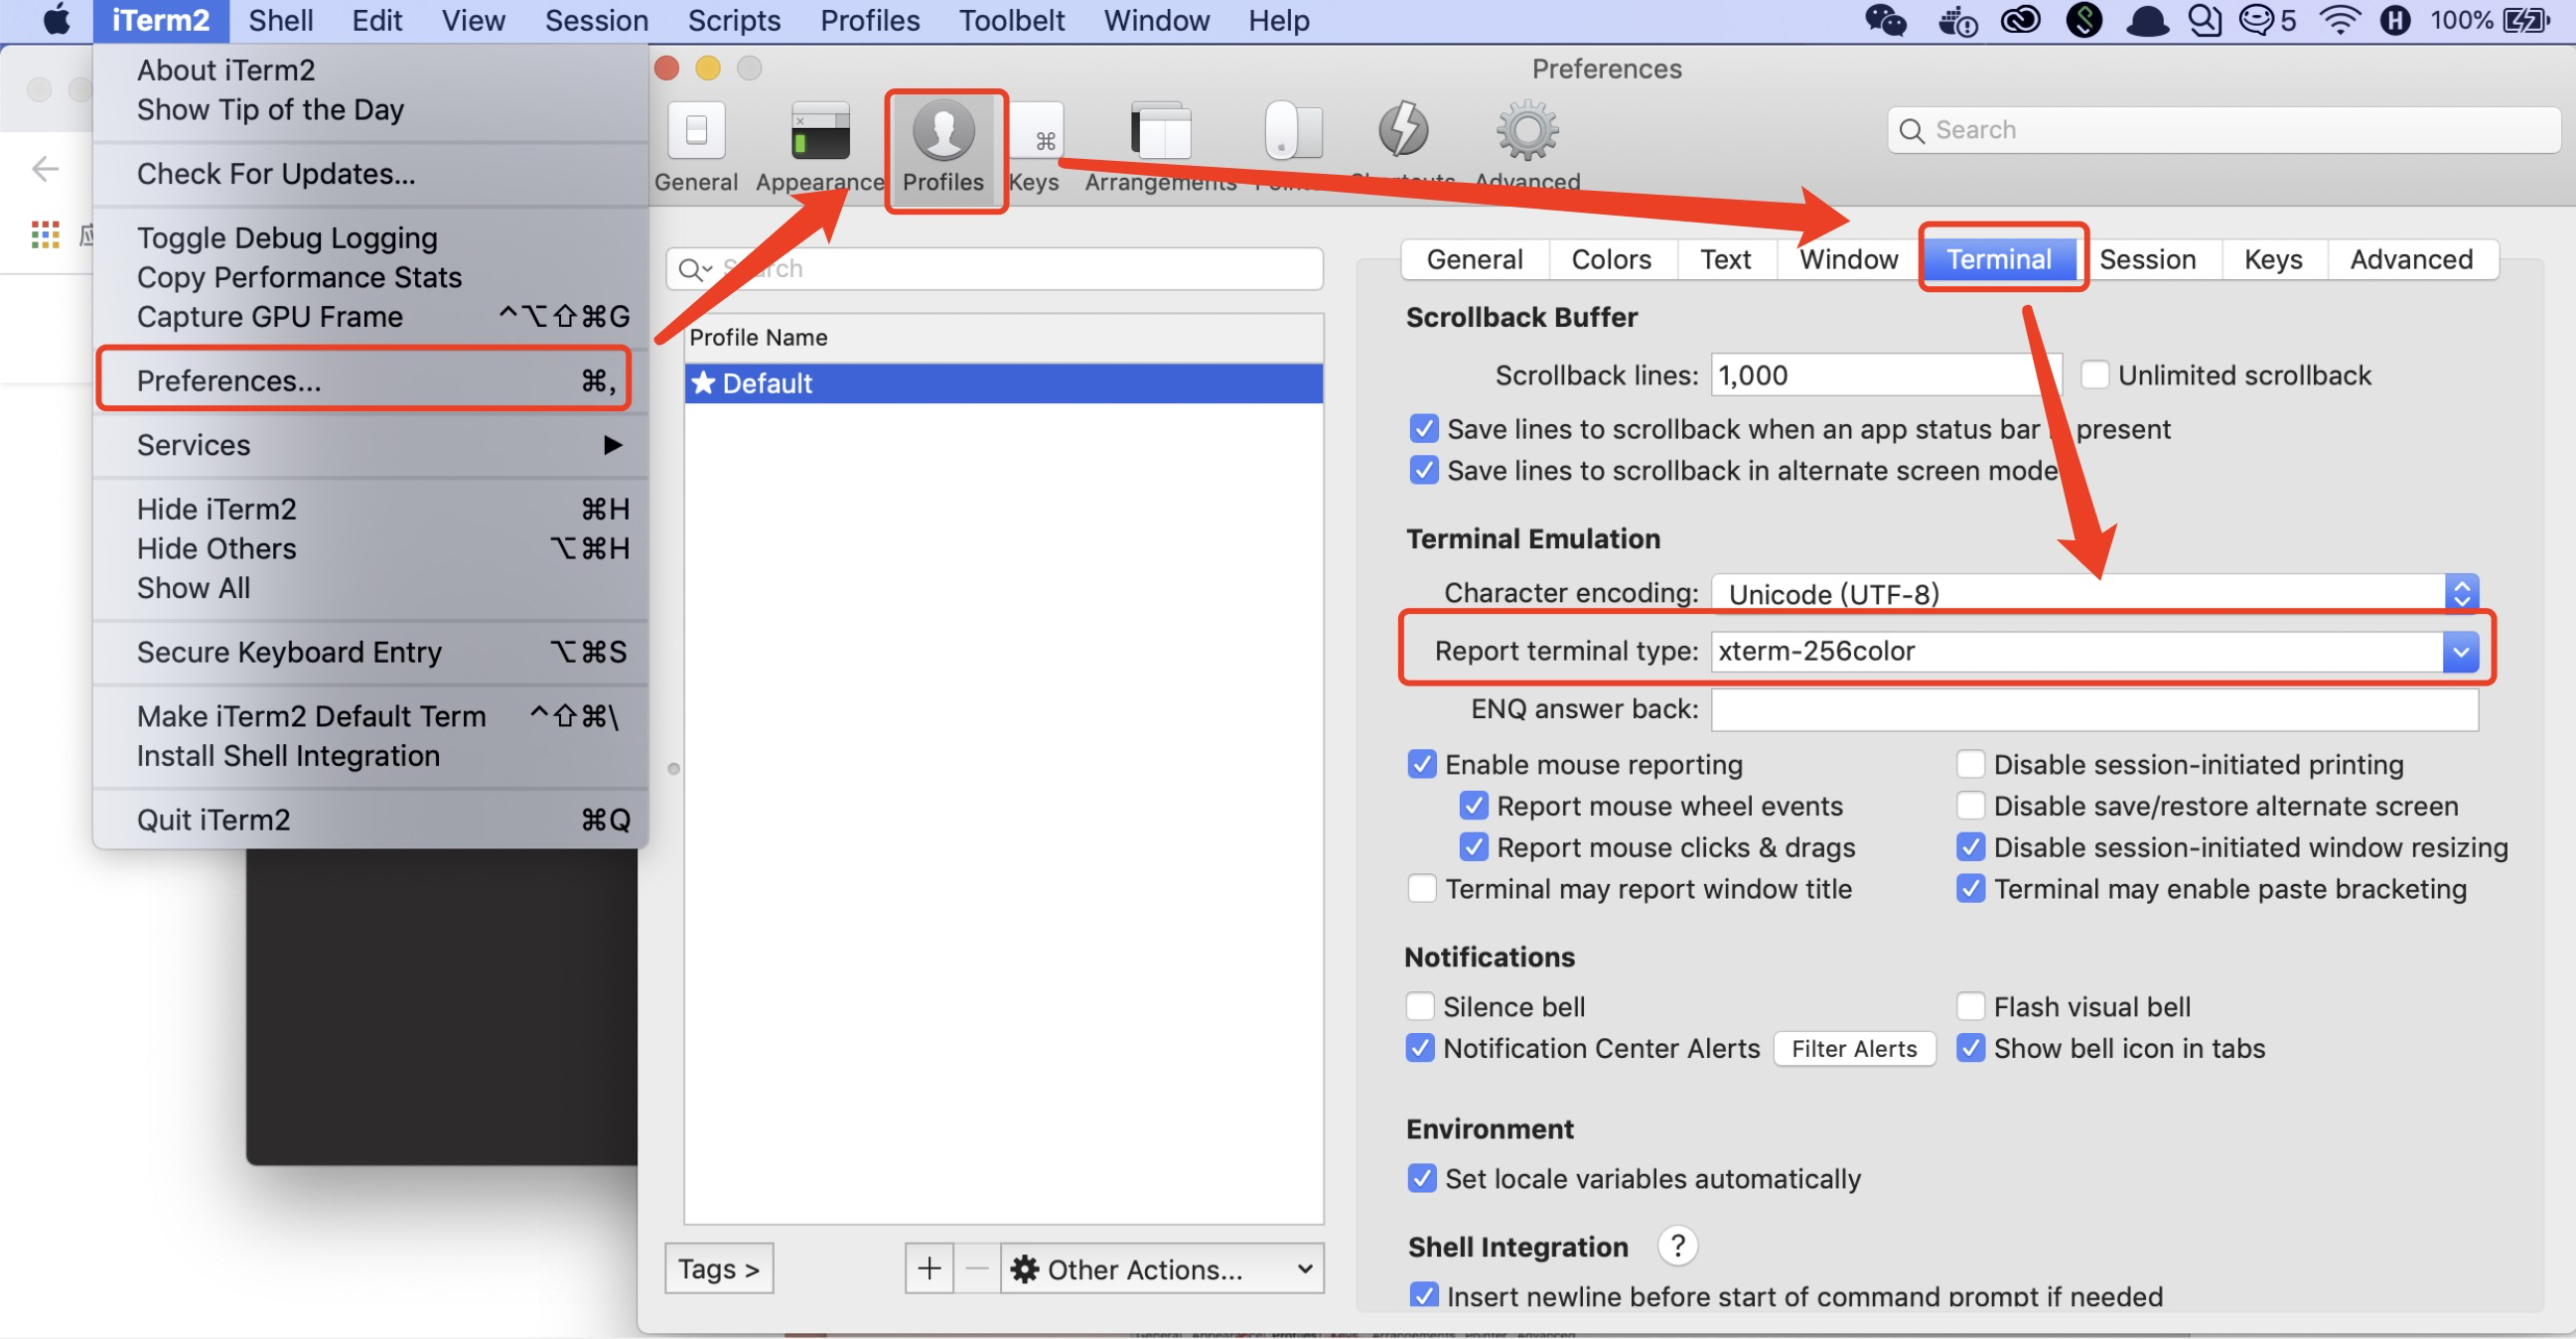 iTerm2 Shell Edit View Session Scripts Profiles Toolbelt Window Help 5 100%
About iTerm2
Show Tip of the Day
Check For Updates...
Toggle Debug Logging
Copy Performance Stats
Capture GPU Frame ^⌥⇧⌘G
Preferences... ⌘,
Services ▶
Hide iTerm2 ⌘H
Hide Others ⌥⌘H
Show All
Secure Keyboard Entry ⌥⌘S
Make iTerm2 Default Term ^⇧⌘\
Install Shell Integration
Quit iTerm2 ⌘Q
Preferences
General Appearance Profiles Keys Arrangements Advanced
Search
Search
Profile Name
★ Default
Tags >
+ − Other Actions...
General Colors Text Window Terminal Session Keys Advanced
Scrollback Buffer
Scrollback lines: 1,000 Unlimited scrollback
Save lines to scrollback when an app status bar present
Save lines to scrollback in alternate screen mode
Terminal Emulation
Character encoding: Unicode (UTF-8)
Report terminal type: xterm-256color
ENQ answer back:
Enable mouse reporting Disable session-initiated printing
Report mouse wheel events Disable save/restore alternate screen
Report mouse clicks & drags Disable session-initiated window resizing
Terminal may report window title Terminal may enable paste bracketing
Notifications
Silence bell Flash visual bell
Notification Center Alerts Filter Alerts Show bell icon in tabs
Environment
Set locale variables automatically
Shell Integration ?
Insert newline before start of command prompt if needed